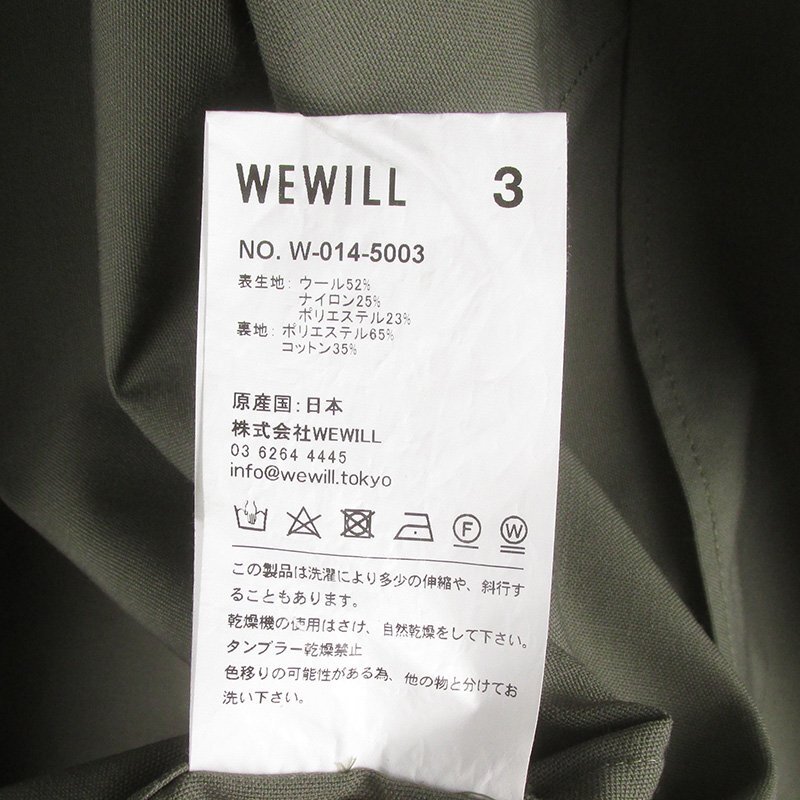 WEWILL 3
NO. W-014-5003
表生地: ウール52%
ナイロン25%
ポリエステル23%
裏地: ポリエステル65%
コットン35%
原産国:日本
株式会社WEWILL
03 6264 4445
info@wewill.tokyo
F W
この製品は洗濯により多少の伸縮や、斜行す
ることもあります。
乾燥機の使用はさけ、自然乾燥をして下さい。
タンブラー乾燥禁止
色移りの可能性がある為、他の物と分けてお
洗い下さい。